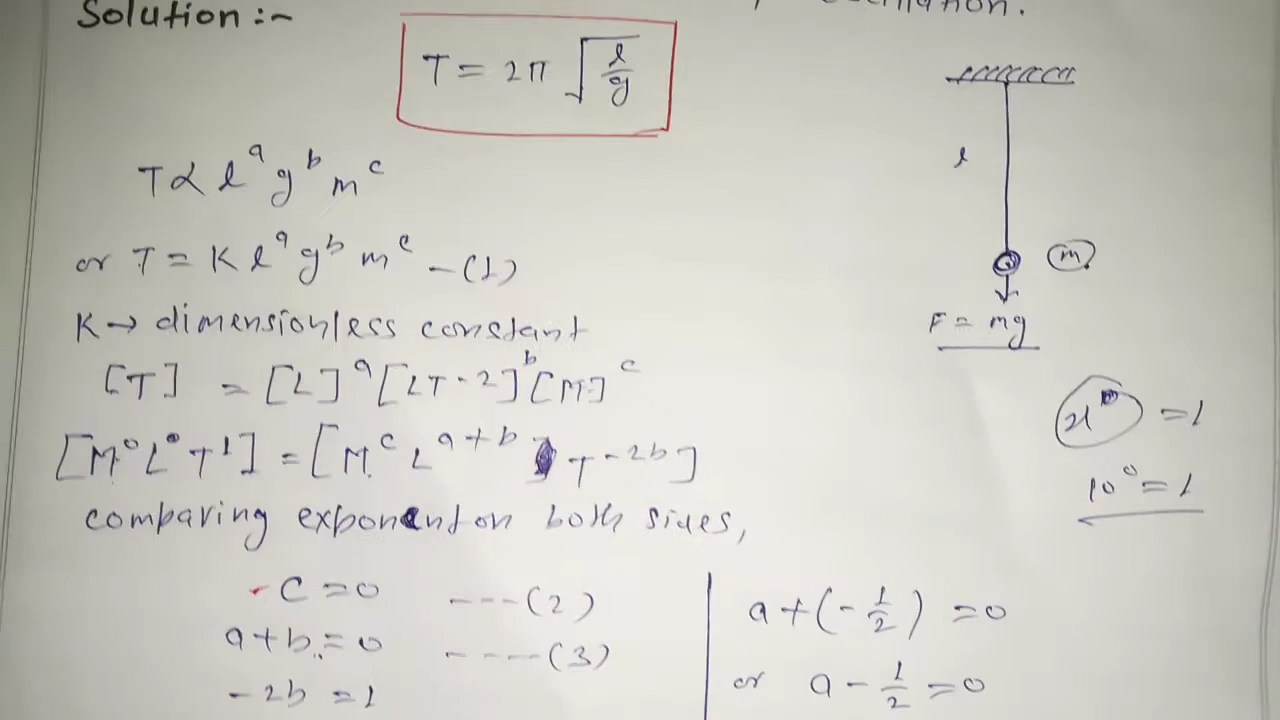 Solution :-
T = 2π √(l/g)
T ∝ l^a g^b m^c
or T = K l^a g^b m^c - (1)
K → dimensionless constant
[T] = [L]^a [LT-2]^b [M]^c
[M^0 L^0 T^1] = [M^c L^a+b T^-2b]
comparing exponent on both sides,
- C = 0 ---(2)
a + b = 0 ----(3)
- 2b = 1
a + (- 1/2) = 0
or a - 1/2 = 0
l
m
F = mg
x^0 = 1
10^0 = 1